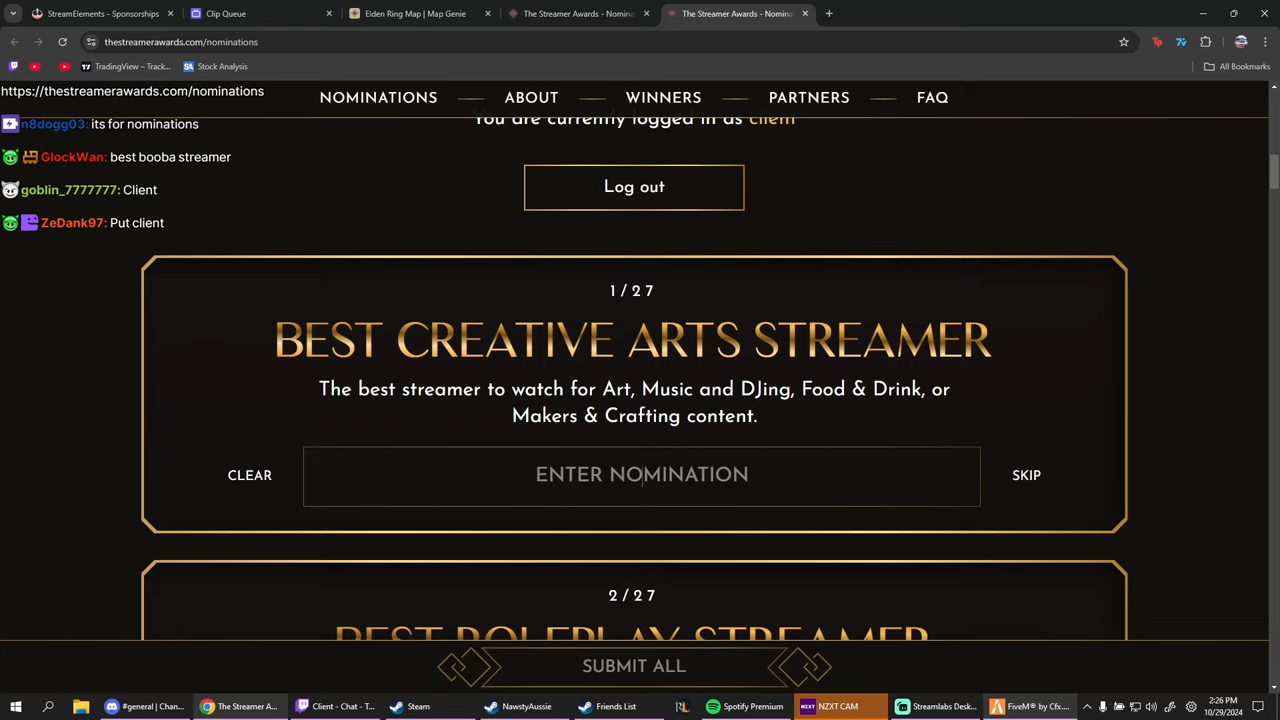 StreamElements - Sponsorships
Clip Queue
Elden Ring Map | Map Genie
The Streamer Awards - Nomina
The Streamer Awards - Nomina
thestreamerawards.com/nominations
TradingView – Track...
Stock Analysis
All Bookmarks
https://thestreamerawards.com/nominations
NOMINATIONS
ABOUT
WINNERS
PARTNERS
FAQ
You are currently logged in as client
n8dogg03: its for nominations
GlockWan: best booba streamer
goblin_7777777: Client
ZeDank97: Put client
Log out
1/27
BEST CREATIVE ARTS STREAMER
The best streamer to watch for Art, Music and DJing, Food & Drink, or
Makers & Crafting content.
CLEAR
ENTER NOMINATION
SKIP
2/27
BEST ROLEPLAY STREAMER
SUBMIT ALL
#general | Chan...
The Streamer A...
Client - Chat - T...
Steam
NawstyAussie
Friends List
Spotify Premium
NZXT CAM
Streamlabs Desk...
FiveM® by Cfx...
2:26 PM
10/29/2024